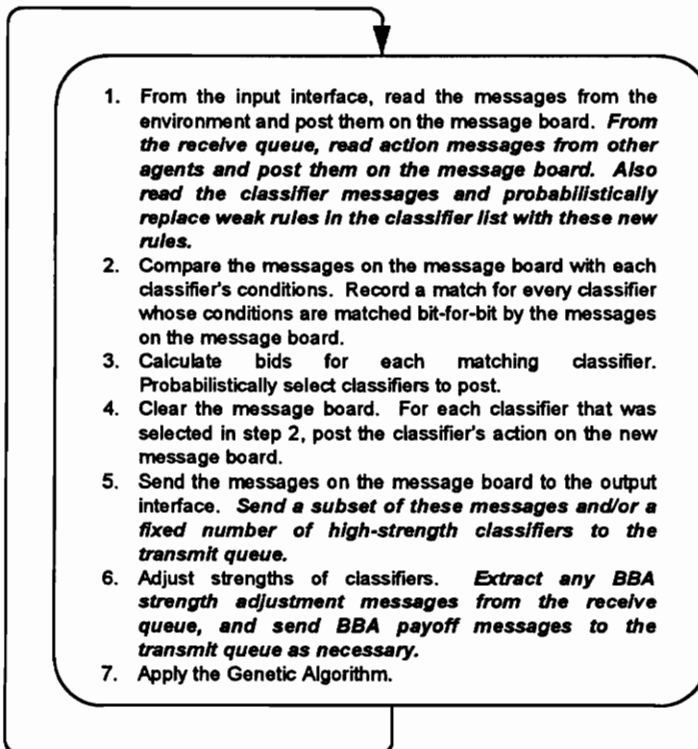 1. From the input interface, read the messages from the
environment and post them on the message board. From
the receive queue, read action messages from other
agents and post them on the message board. Also
read the classifier messages and probabilistically
replace weak rules in the classifier list with these new
rules.
2. Compare the messages on the message board with each
classifier's conditions. Record a match for every classifier
whose conditions are matched bit-for-bit by the messages
on the message board.
3. Calculate bids for each matching classifier.
Probabilistically select classifiers to post.
4. Clear the message board. For each classifier that was
selected in step 2, post the classifier's action on the new
message board.
5. Send the messages on the message board to the output
interface. Send a subset of these messages and/or a
fixed number of high-strength classifiers to the
transmit queue.
6. Adjust strengths of classifiers. Extract any BBA
strength adjustment messages from the receive
queue, and send BBA payoff messages to the
transmit queue as necessary.
7. Apply the Genetic Algorithm.